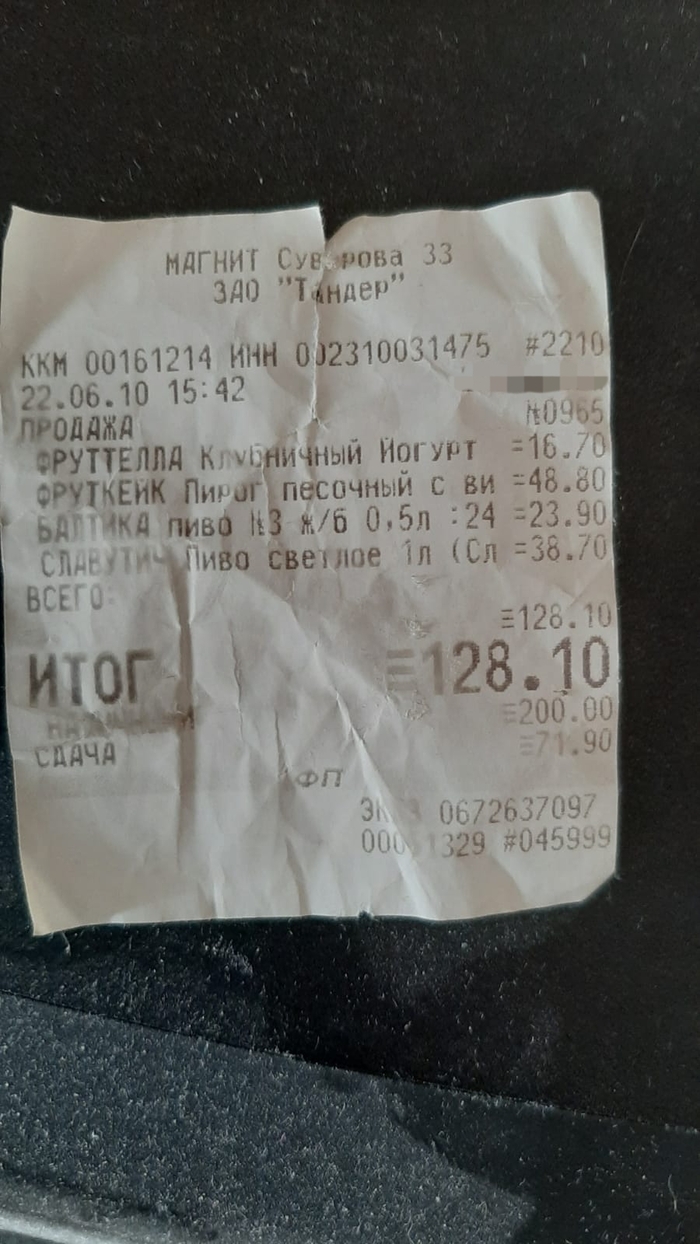 МАГНИТ Суворова 33
ЗАО "Тандер"
ККМ 00161214 ИНН 002310031475 #2210
22.06.10 15:42
№0965
ПРОДАЖА
ФРУТТЕЛЛА Клубничный Йогурт =16.70
ФРУТКЕЙК Пирог песочный с ви =48.80
БАЛТИКА пиво №3 ж/б 0,5л :24 =23.90
СЛАВУТИЧ Пиво светлое 1л (Сл =38.70
ВСЕГО:
≡128.10
ИТОГ ≡128.10
НАЛИЧНЫМИ ≡200.00
СДАЧА ≡71.90
ФП
ЭКЛЗ 0672637097
1329 #045999